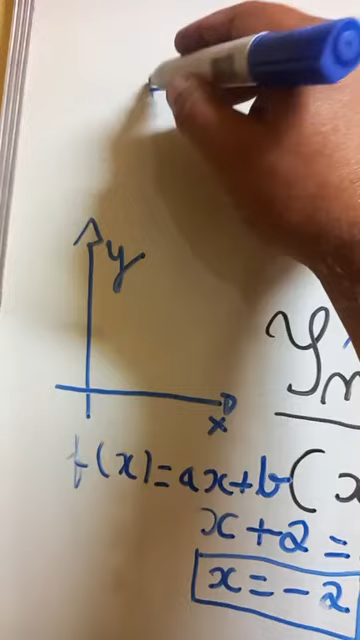 y
x
f(x)=ax+b(x
x+2=
x=-2